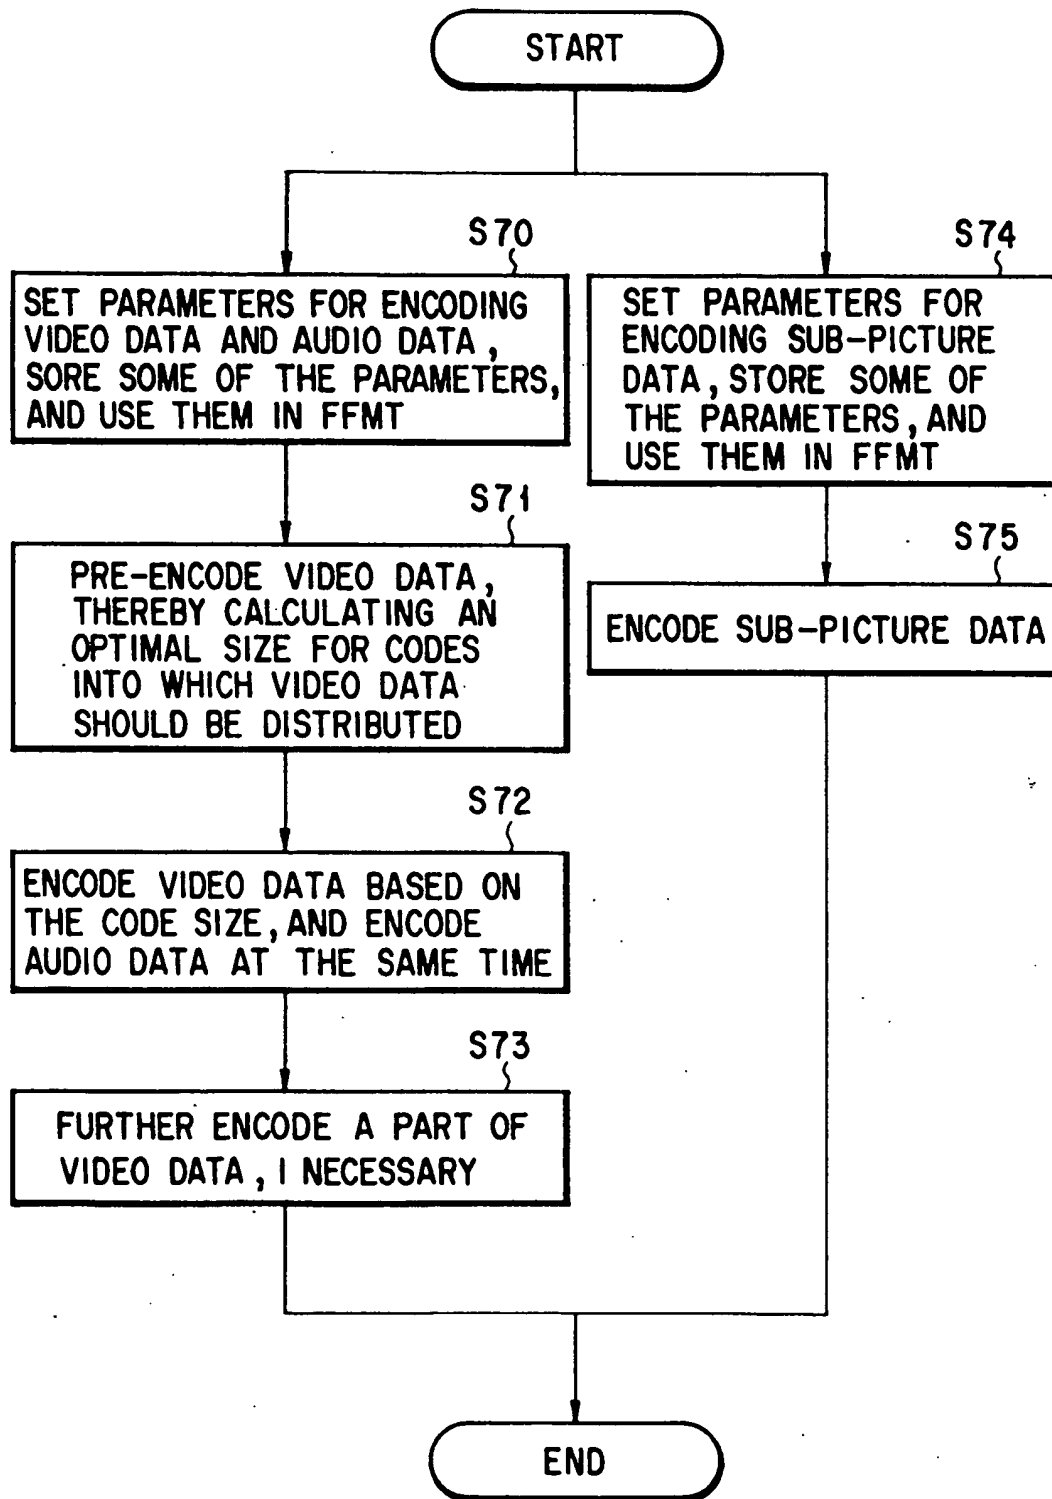 START
S70
SET PARAMETERS FOR ENCODING
VIDEO DATA AND AUDIO DATA,
SORE SOME OF THE PARAMETERS,
AND USE THEM IN FFMT
S71
PRE-ENCODE VIDEO DATA,
THEREBY CALCULATING AN
OPTIMAL SIZE FOR CODES
INTO WHICH VIDEO DATA
SHOULD BE DISTRIBUTED
S72
ENCODE VIDEO DATA BASED ON
THE CODE SIZE, AND ENCODE
AUDIO DATA AT THE SAME TIME
S73
FURTHER ENCODE A PART OF
VIDEO DATA, I NECESSARY
S74
SET PARAMETERS FOR
ENCODING SUB-PICTURE
DATA, STORE SOME OF
THE PARAMETERS, AND
USE THEM IN FFMT
S75
ENCODE SUB-PICTURE DATA
END